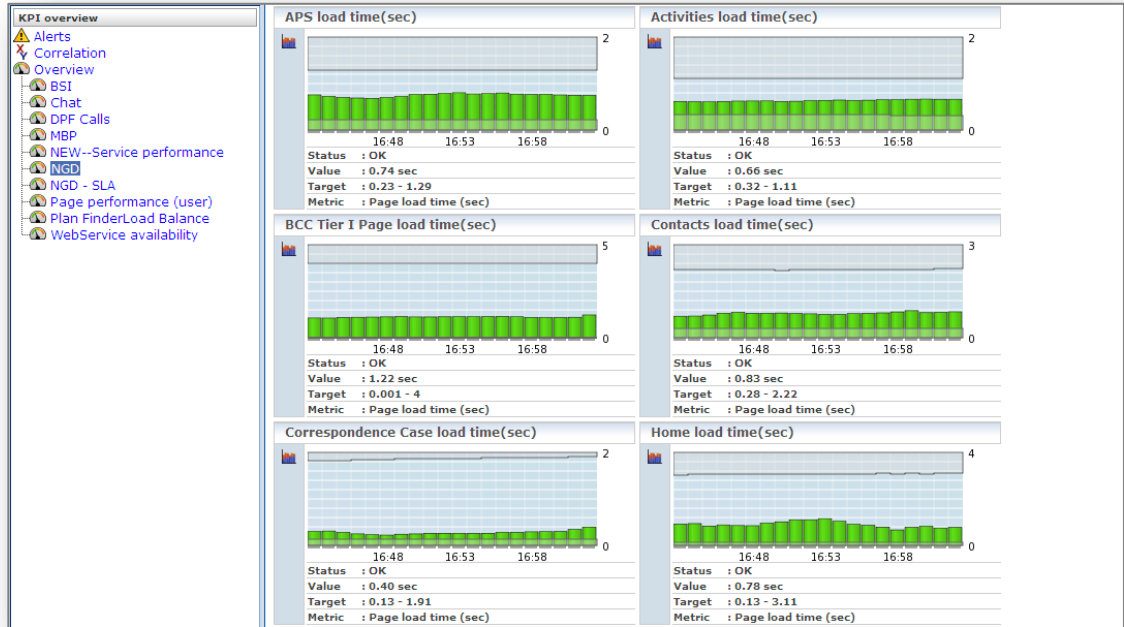 KPI overview
Alerts
Correlation
Overview
BSI
Chat
DPF Calls
MBP
NEW--Service performance
NGD
NGD - SLA
Page performance (user)
Plan FinderLoad Balance
WebService availability
APS load time(sec)
2
0
16:48 16:53 16:58
Status : OK
Value : 0.74 sec
Target : 0.23 - 1.29
Metric : Page load time (sec)
Activities load time(sec)
2
0
16:48 16:53 16:58
Status : OK
Value : 0.66 sec
Target : 0.32 - 1.11
Metric : Page load time (sec)
BCC Tier I Page load time(sec)
5
0
16:48 16:53 16:58
Status : OK
Value : 1.22 sec
Target : 0.001 - 4
Metric : Page load time (sec)
Contacts load time(sec)
3
0
16:48 16:53 16:58
Status : OK
Value : 0.83 sec
Target : 0.28 - 2.22
Metric : Page load time (sec)
Correspondence Case load time(sec)
2
0
16:48 16:53 16:58
Status : OK
Value : 0.40 sec
Target : 0.13 - 1.91
Metric : Page load time (sec)
Home load time(sec)
4
0
16:48 16:53 16:58
Status : OK
Value : 0.78 sec
Target : 0.13 - 3.11
Metric : Page load time (sec)